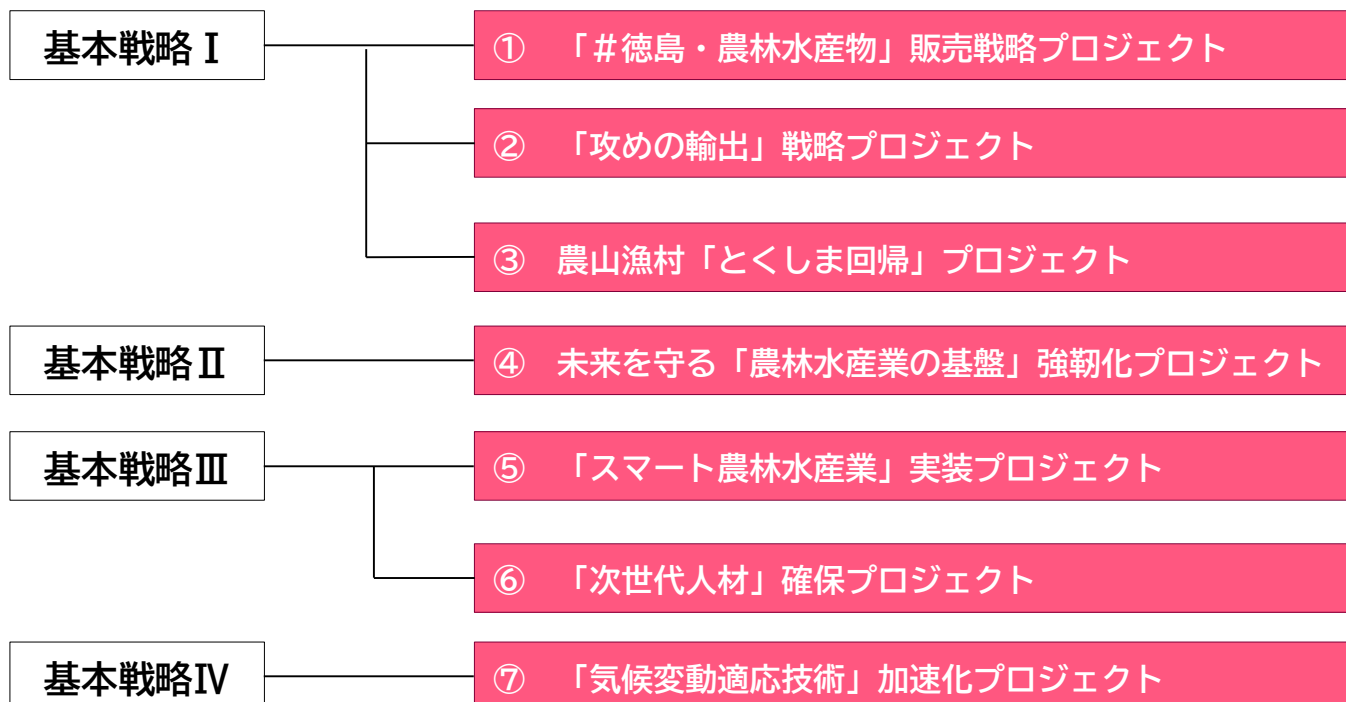 基本戦略Ⅰ
①　「＃徳島・農林水産物」販売戦略プロジェクト
②　「攻めの輸出」戦略プロジェクト
③　農山漁村「とくしま回帰」プロジェクト
基本戦略Ⅱ
④　未来を守る「農林水産業の基盤」強靭化プロジェクト
基本戦略Ⅲ
⑤　「スマート農林水産業」実装プロジェクト
⑥　「次世代人材」確保プロジェクト
基本戦略Ⅳ
⑦　「気候変動適応技術」加速化プロジェクト